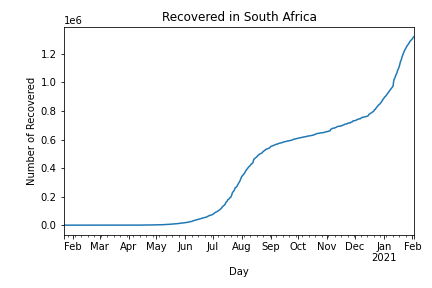 Recovered in South Africa
1e6
1.2
1.0
0.8
0.6
0.4
0.2
0.0
Number of Recovered
Feb Mar Apr May Jun Jul Aug Sep Oct Nov Dec Jan Feb
2021
Day